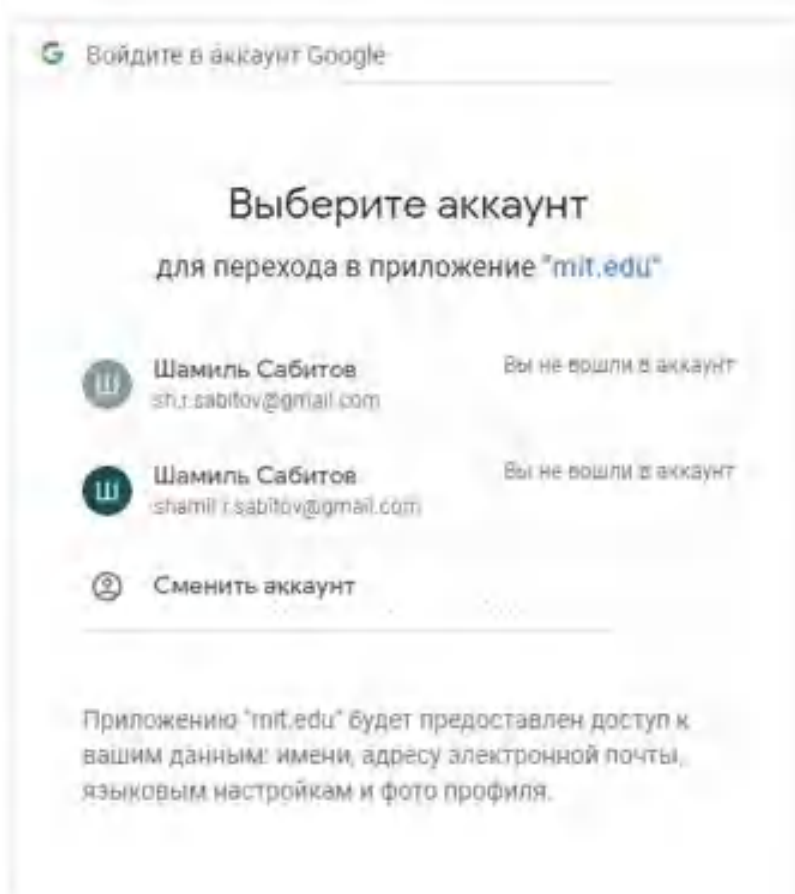 Войдите в аккаунт Google
Выберите аккаунт
для перехода в приложение "mit.edu"
Шамиль Сабитов
Вы не вошли в аккаунт
sh.r.sabitov@gmail.com
Шамиль Сабитов
Вы не вошли в аккаунт
shamil.r.sabitov@gmail.com
Сменить аккаунт
Приложению "mit.edu" будет предоставлен доступ к
вашим данным: имени, адресу электронной почты,
языковым настройкам и фото профиля.